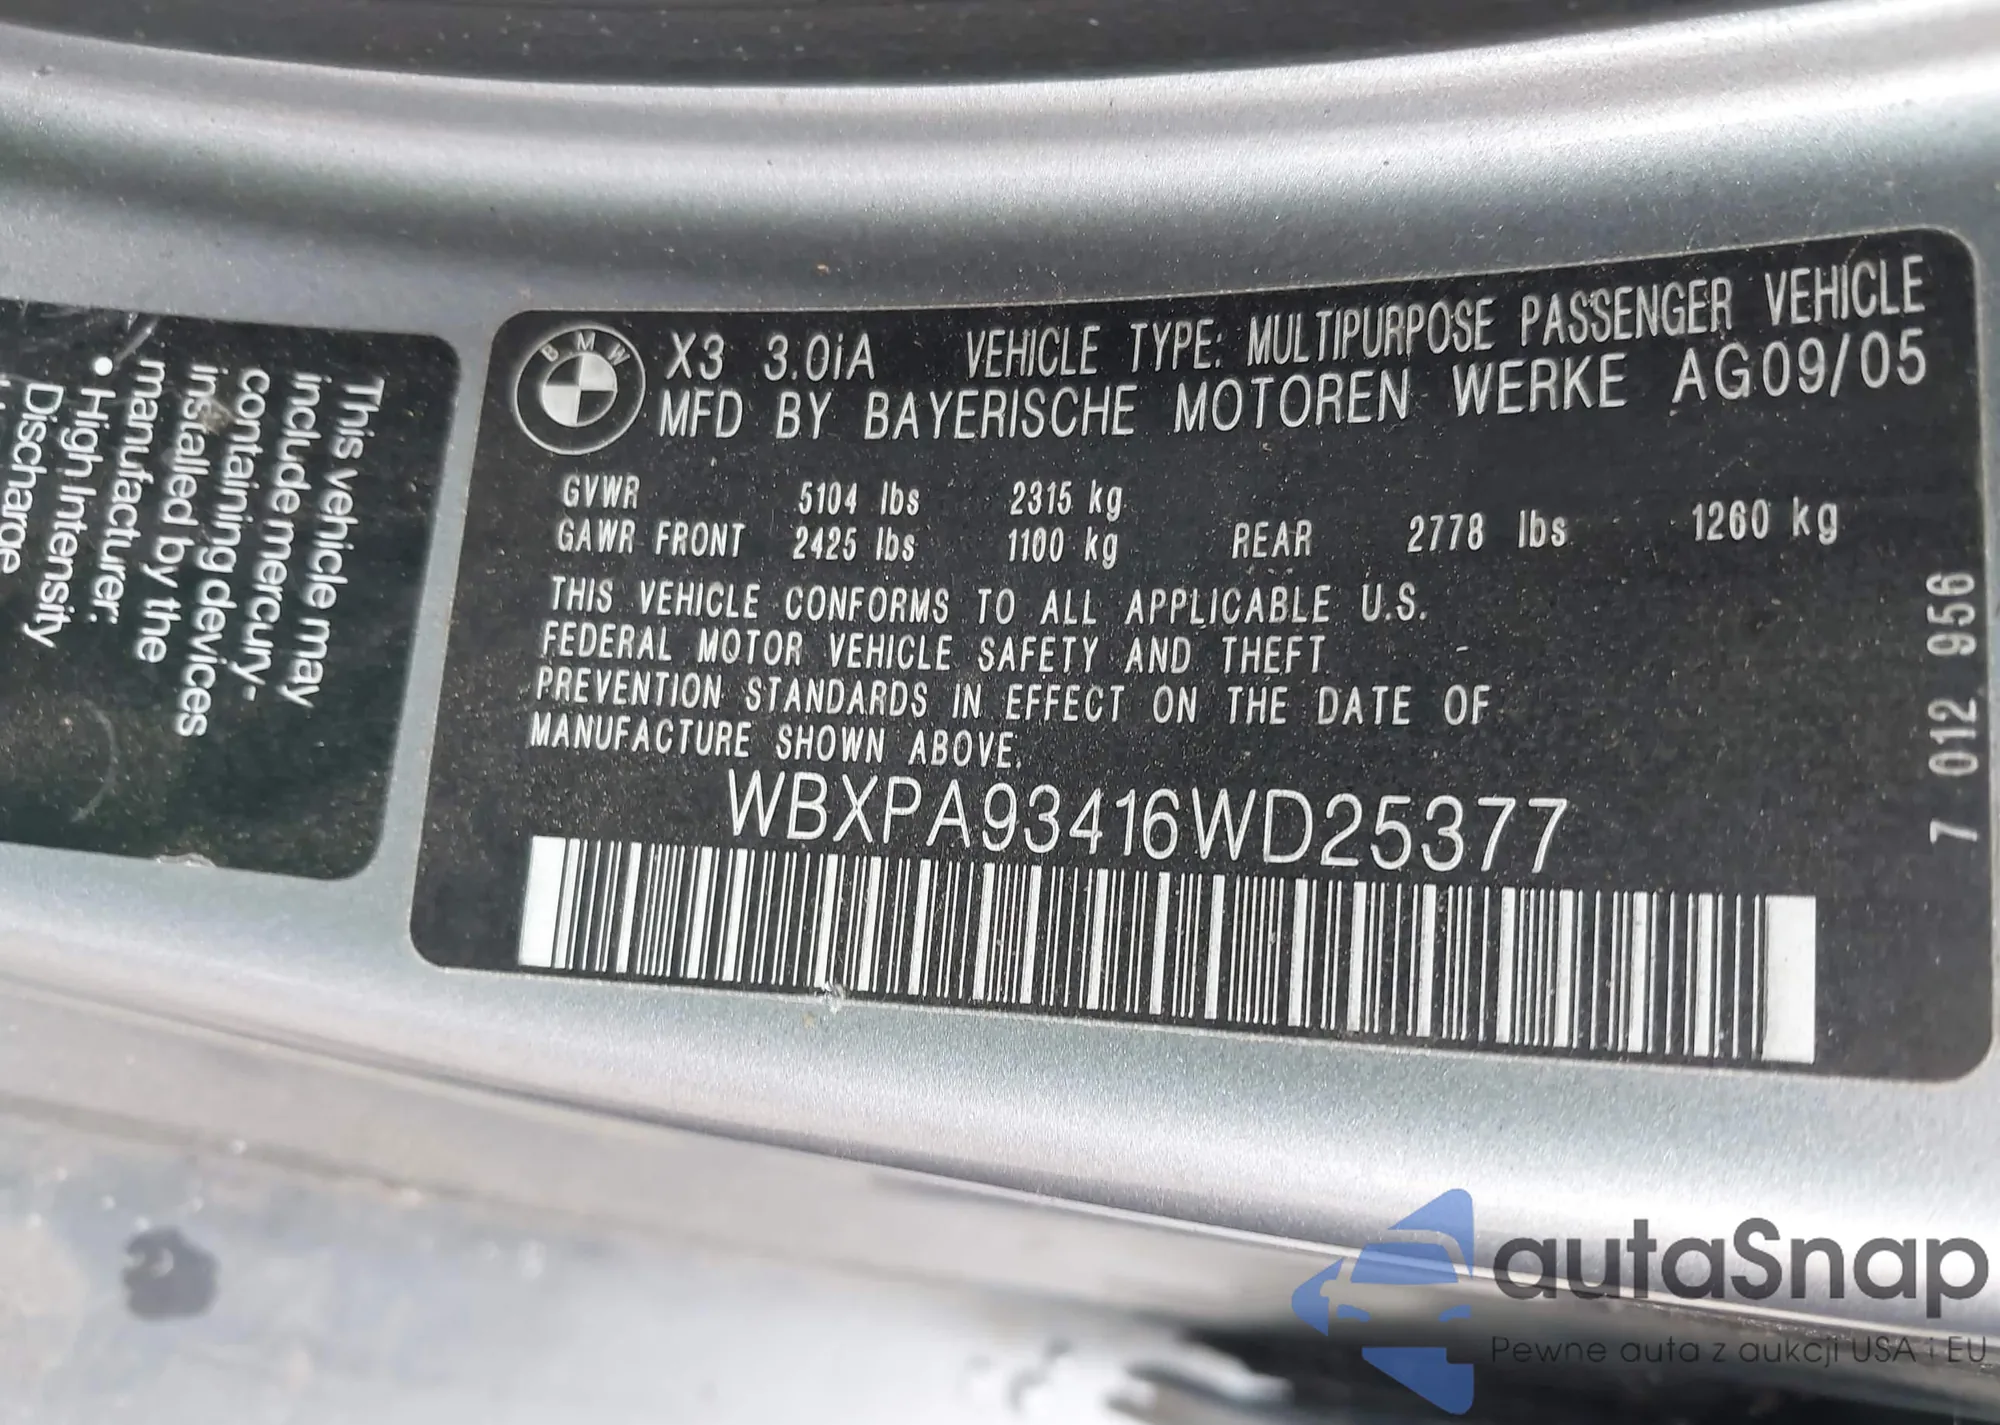 This vehicle may
include mercury-
containing devices
installed by the
manufacturer:
• High Intensity
Discharge
BMW
X3 3.0iA VEHICLE TYPE: MULTIPURPOSE PASSENGER VEHICLE
MFD BY BAYERISCHE MOTOREN WERKE AG09/05
GVWR 5104 lbs 2315 kg
GAWR FRONT 2425 lbs 1100 kg REAR 2778 lbs 1260 kg
THIS VEHICLE CONFORMS TO ALL APPLICABLE U.S.
FEDERAL MOTOR VEHICLE SAFETY AND THEFT
PREVENTION STANDARDS IN EFFECT ON THE DATE OF
MANUFACTURE SHOWN ABOVE.
WBXPA93416WD25377
7 012 956
autaSnap
Pewne auta z aukcji USA i EU